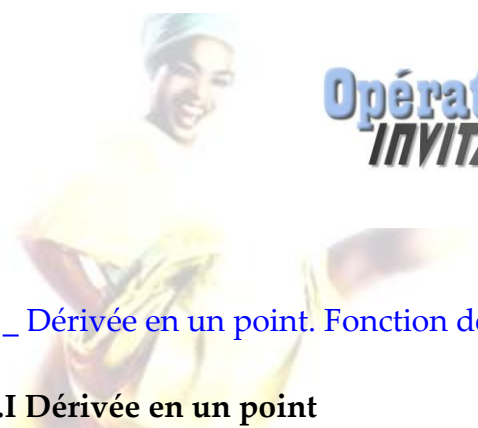 Opérat
INVITA
_ Dérivée en un point. Fonction de
.I Dérivée en un point